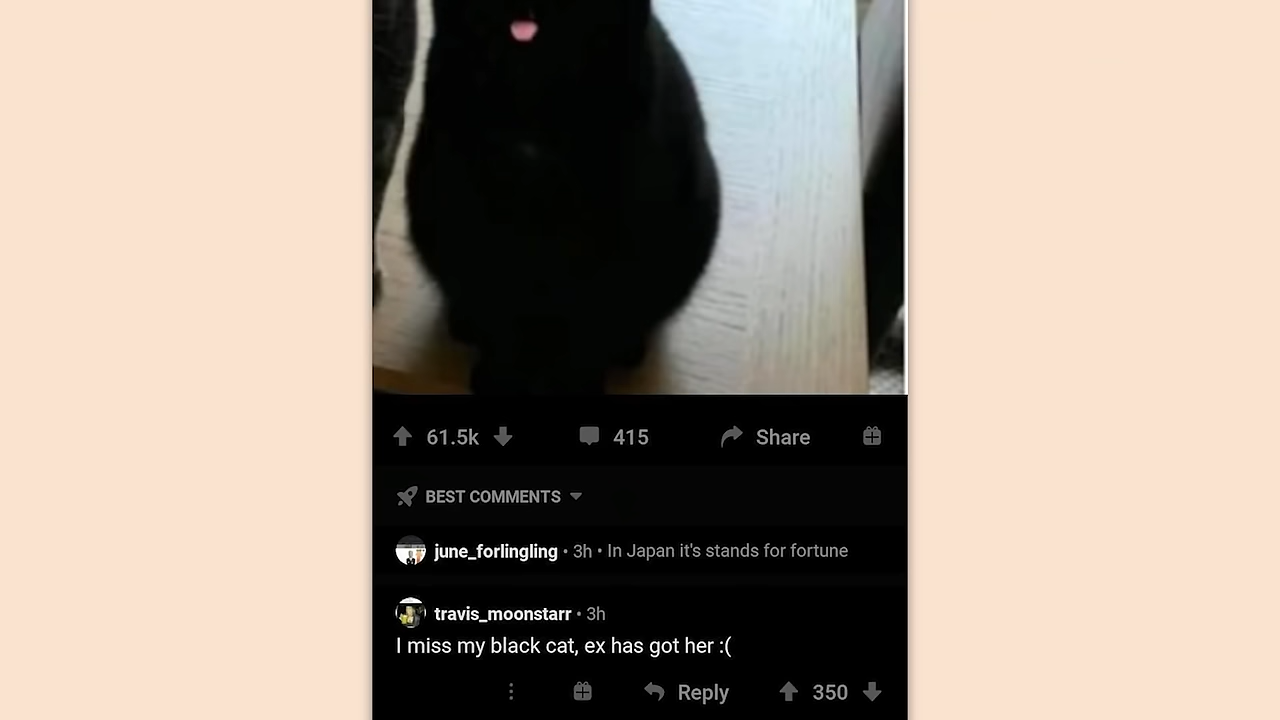 61.5k 415 Share
BEST COMMENTS
june_forlingling • 3h • In Japan it's stands for fortune
travis_moonstarr • 3h
I miss my black cat, ex has got her :(
Reply 350